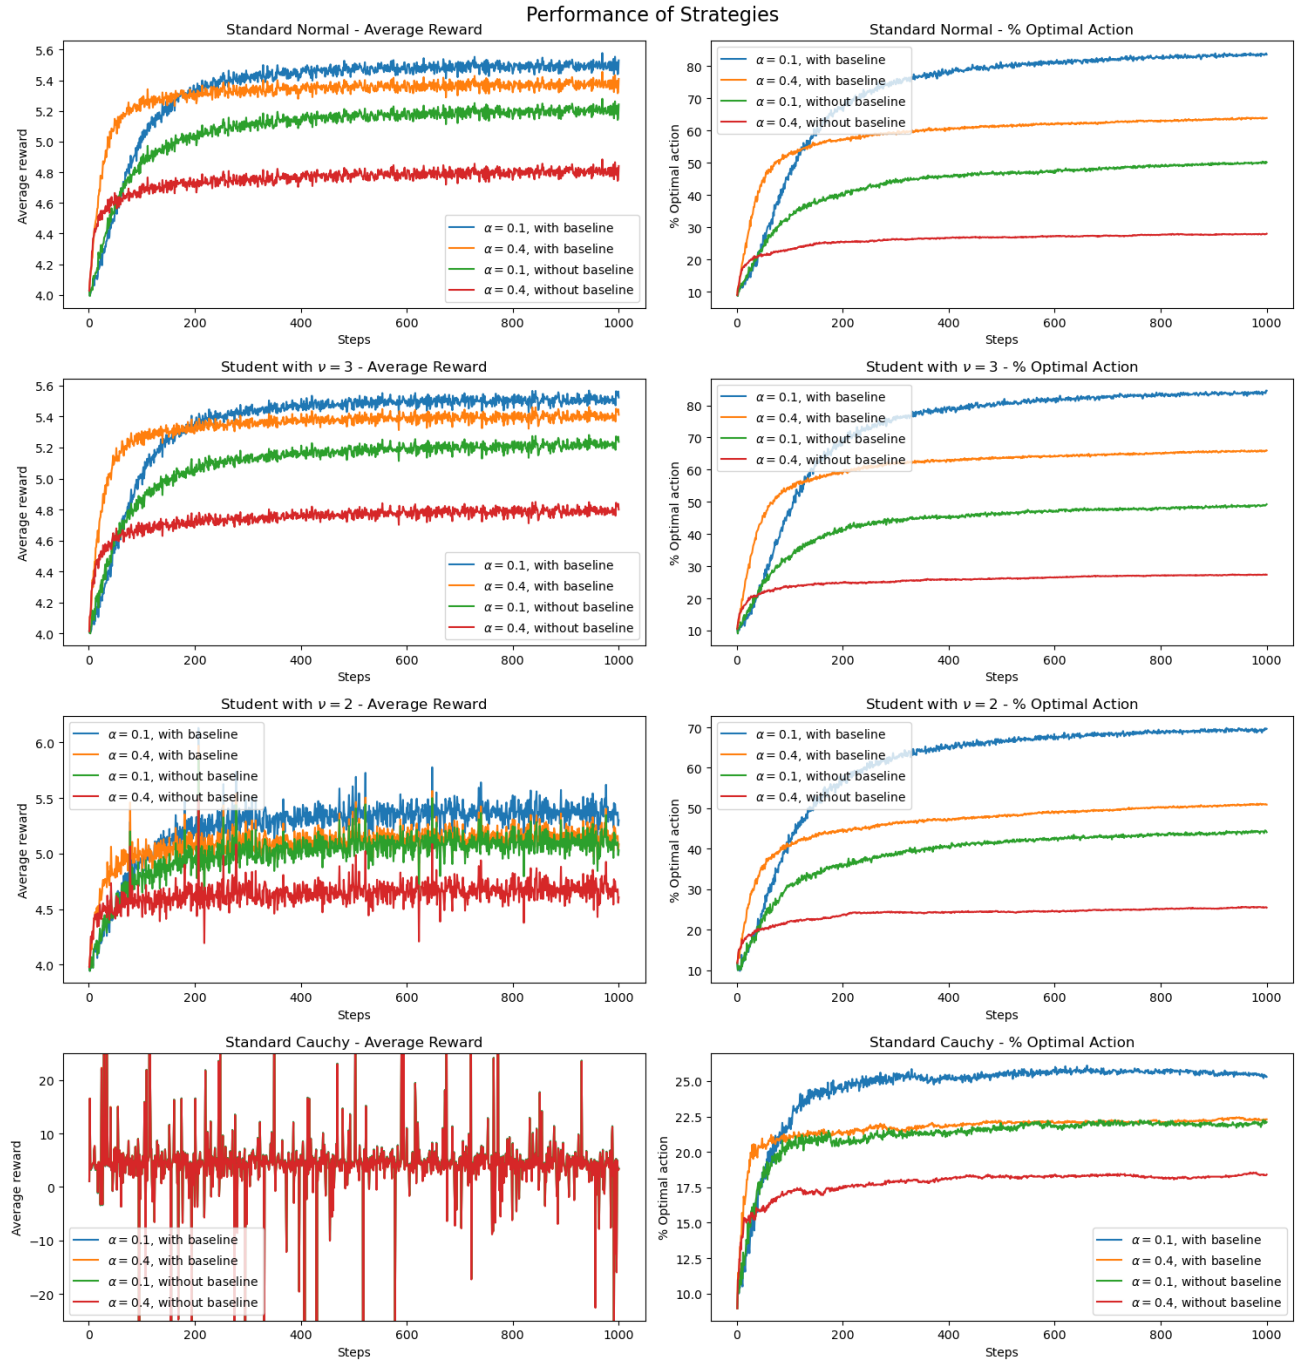 Performance of Strategies
Standard Normal - Average Reward
5.6
5.4
5.2
5.0
4.8
4.6
4.4
4.2
4.0
Average reward
α = 0.1, with baseline
α = 0.4, with baseline
α = 0.1, without baseline
α = 0.4, without baseline
0 200 400 600 800 1000
Steps
Standard Normal - % Optimal Action
80
70
60
50
40
30
20
10
% Optimal action
α = 0.1, with baseline
α = 0.4, with baseline
α = 0.1, without baseline
α = 0.4, without baseline
0 200 400 600 800 1000
Steps
Student with ν = 3 - Average Reward
5.6
5.4
5.2
5.0
4.8
4.6
4.4
4.2
4.0
Average reward
α = 0.1, with baseline
α = 0.4, with baseline
α = 0.1, without baseline
α = 0.4, without baseline
0 200 400 600 800 1000
Steps
Student with ν = 3 - % Optimal Action
80
70
60
50
40
30
20
10
% Optimal action
α = 0.1, with baseline
α = 0.4, with baseline
α = 0.1, without baseline
α = 0.4, without baseline
0 200 400 600 800 1000
Steps
Student with ν = 2 - Average Reward
6.0
5.5
5.0
4.5
4.0
Average reward
α = 0.1, with baseline
α = 0.4, with baseline
α = 0.1, without baseline
α = 0.4, without baseline
0 200 400 600 800 1000
Steps
Student with ν = 2 - % Optimal Action
70
60
50
40
30
20
10
% Optimal action
α = 0.1, with baseline
α = 0.4, with baseline
α = 0.1, without baseline
α = 0.4, without baseline
0 200 400 600 800 1000
Steps
Standard Cauchy - Average Reward
20
10
0
−10
−20
Average reward
α = 0.1, with baseline
α = 0.4, with baseline
α = 0.1, without baseline
α = 0.4, without baseline
0 200 400 600 800 1000
Steps
Standard Cauchy - % Optimal Action
25.0
22.5
20.0
17.5
15.0
12.5
10.0
% Optimal action
α = 0.1, with baseline
α = 0.4, with baseline
α = 0.1, without baseline
α = 0.4, without baseline
0 200 400 600 800 1000
Steps